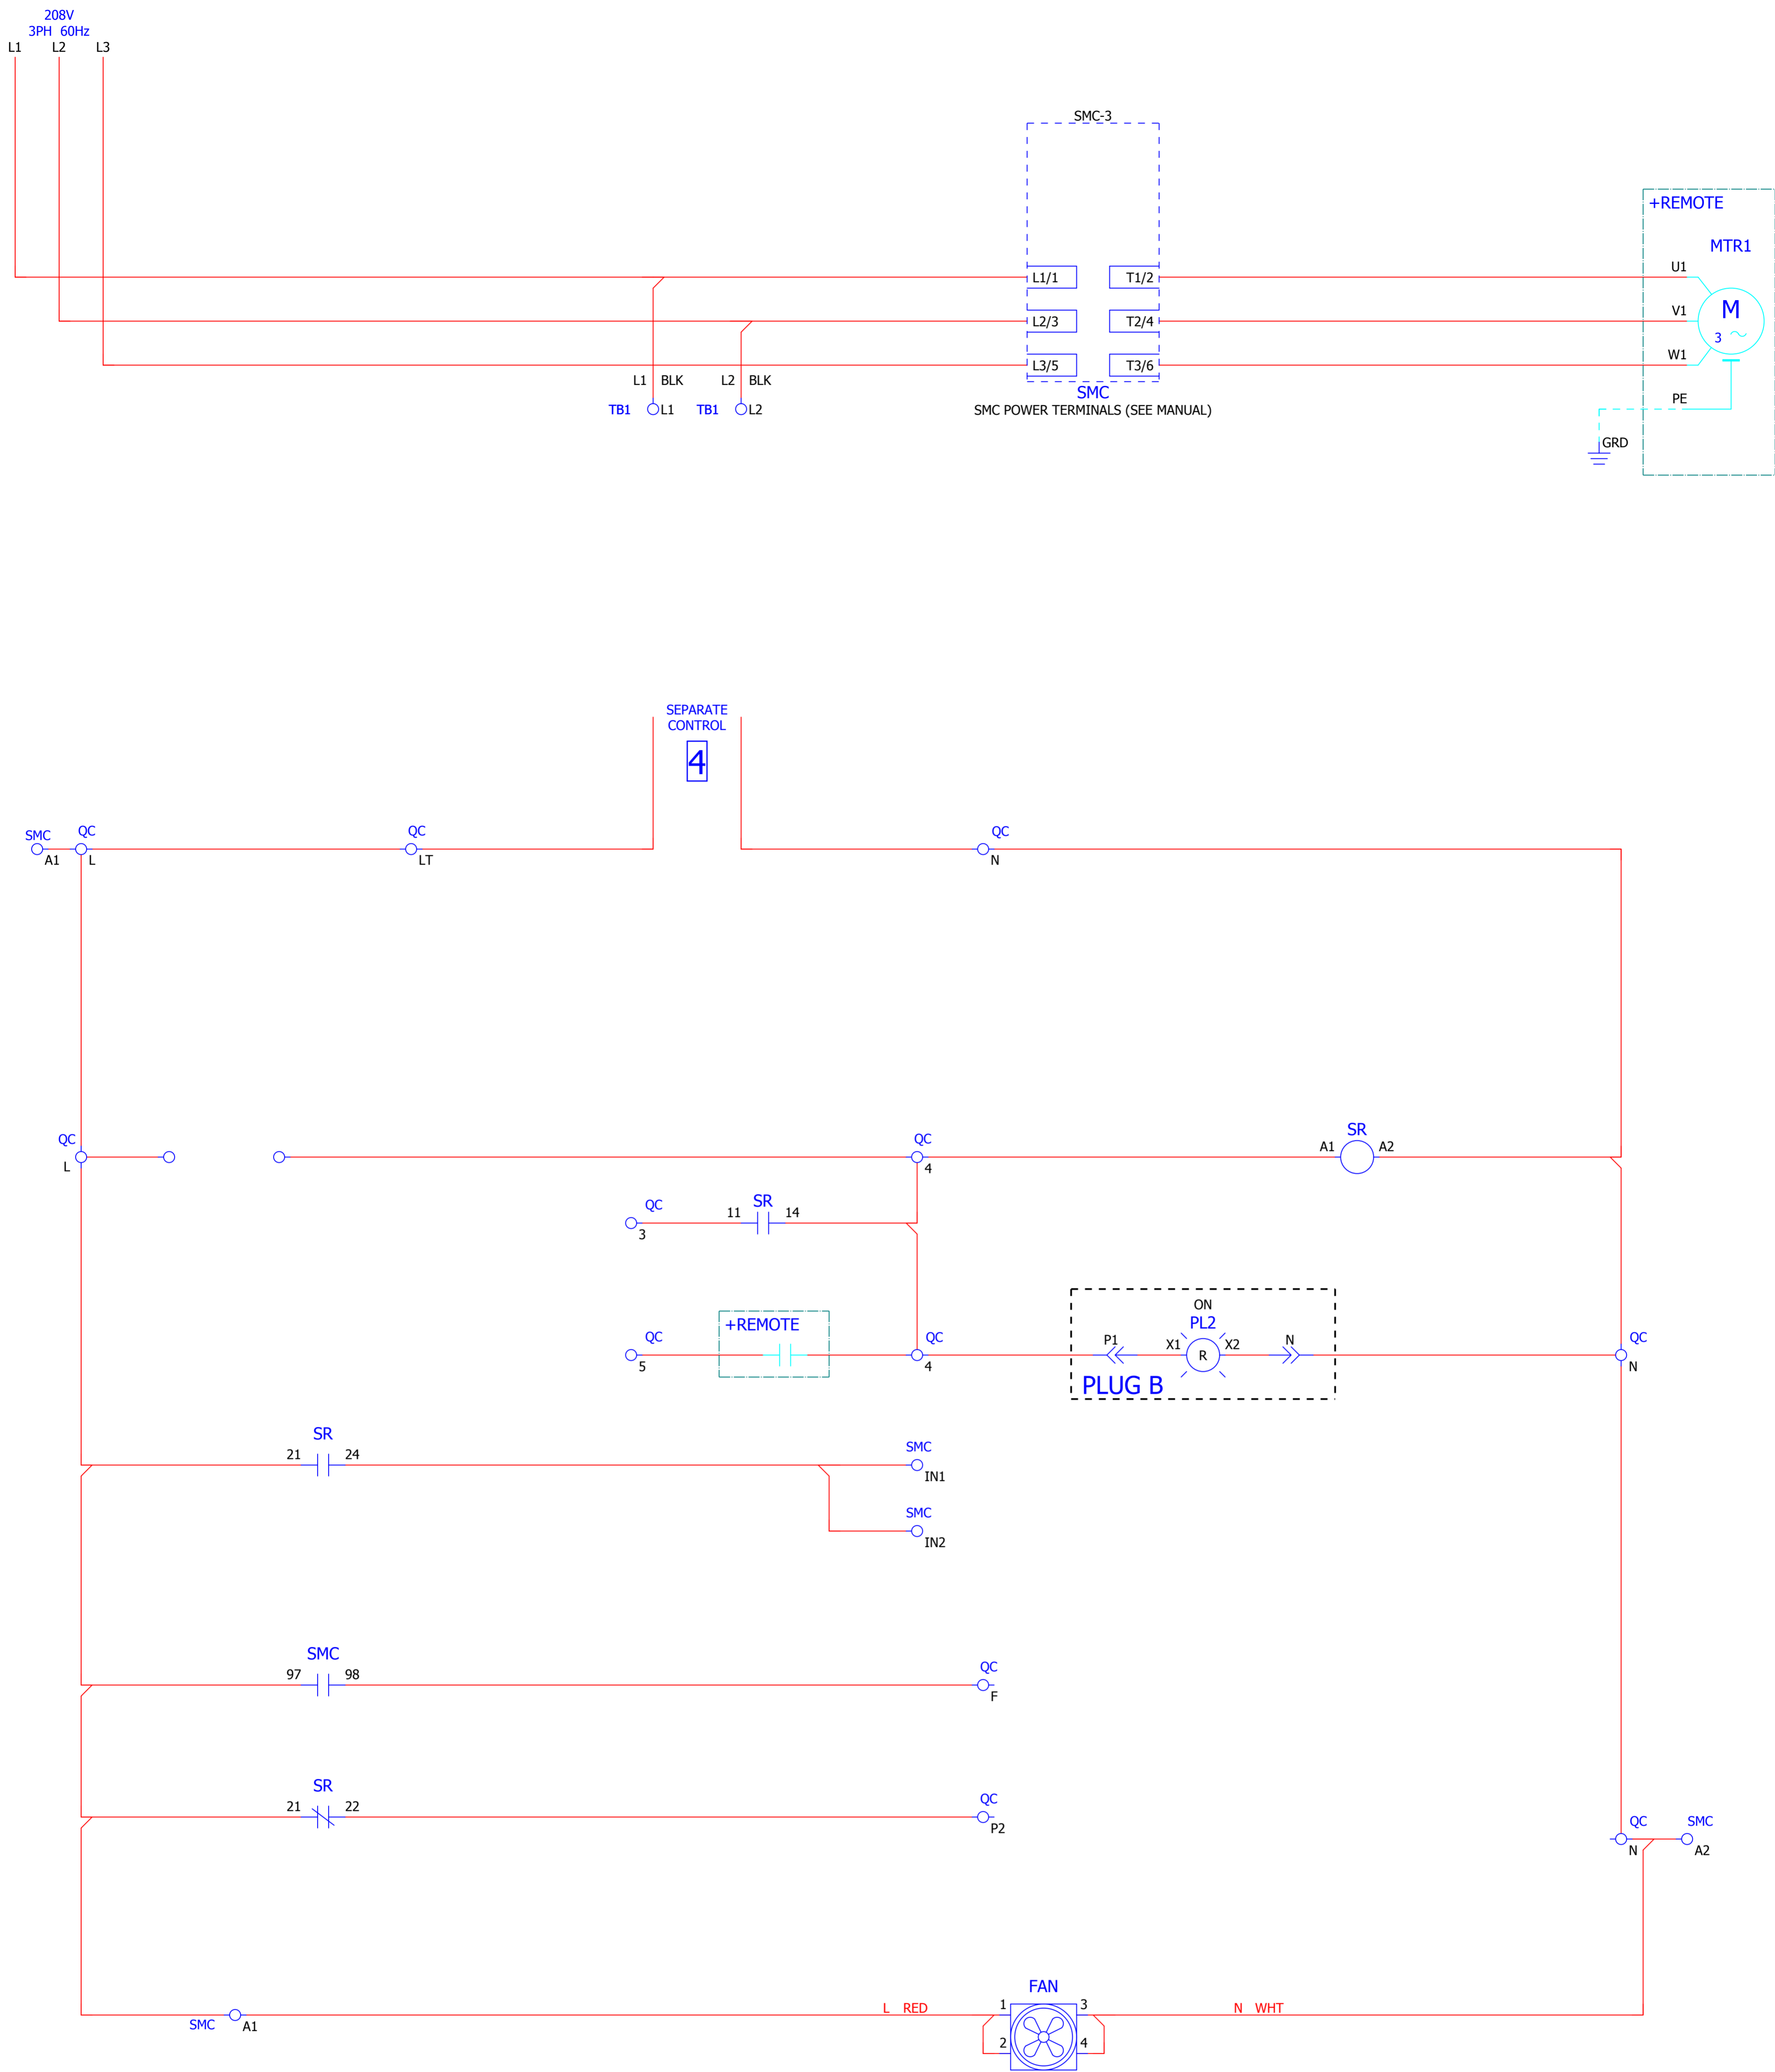 208V
3PH 60Hz
L1 L2 L3
SMC-3
+REMOTE
MTR1
L1/1 T1/2 U1
L2/3 T2/4 V1
M
3
L3/5 T3/6 W1
L1 BLK L2 BLK
TB1 L1 TB1 L2
SMC
SMC POWER TERMINALS (SEE MANUAL)
PE
GRD
SEPARATE
CONTROL
4
SMC QC QC QC
A1 L LT N
QC QC SR
A1 A2
L 4
QC SR
11 14
3
ON
+REMOTE PL2
QC QC P1 X1 R X2 N QC
5 4 N
PLUG B
SR
21 24 SMC
IN1
SMC
IN2
SMC
97 98 QC
F
SR
21 22 QC
P2
QC SMC
N A2
FAN
L RED 1 3 N WHT
SMC A1
2 4